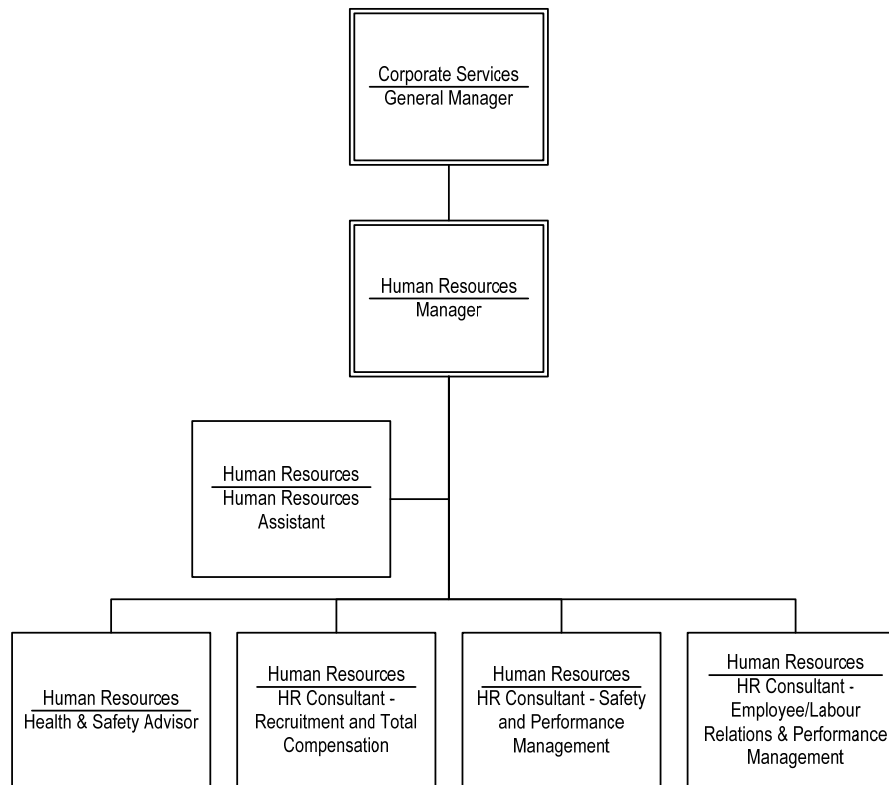 Corporate Services
General Manager
Human Resources
Manager
Human Resources
Human Resources
Assistant
Human Resources
Health & Safety Advisor
Human Resources
HR Consultant -
Recruitment and Total
Compensation
Human Resources
HR Consultant - Safety
and Performance
Management
Human Resources
HR Consultant -
Employee/Labour
Relations & Performance
Management